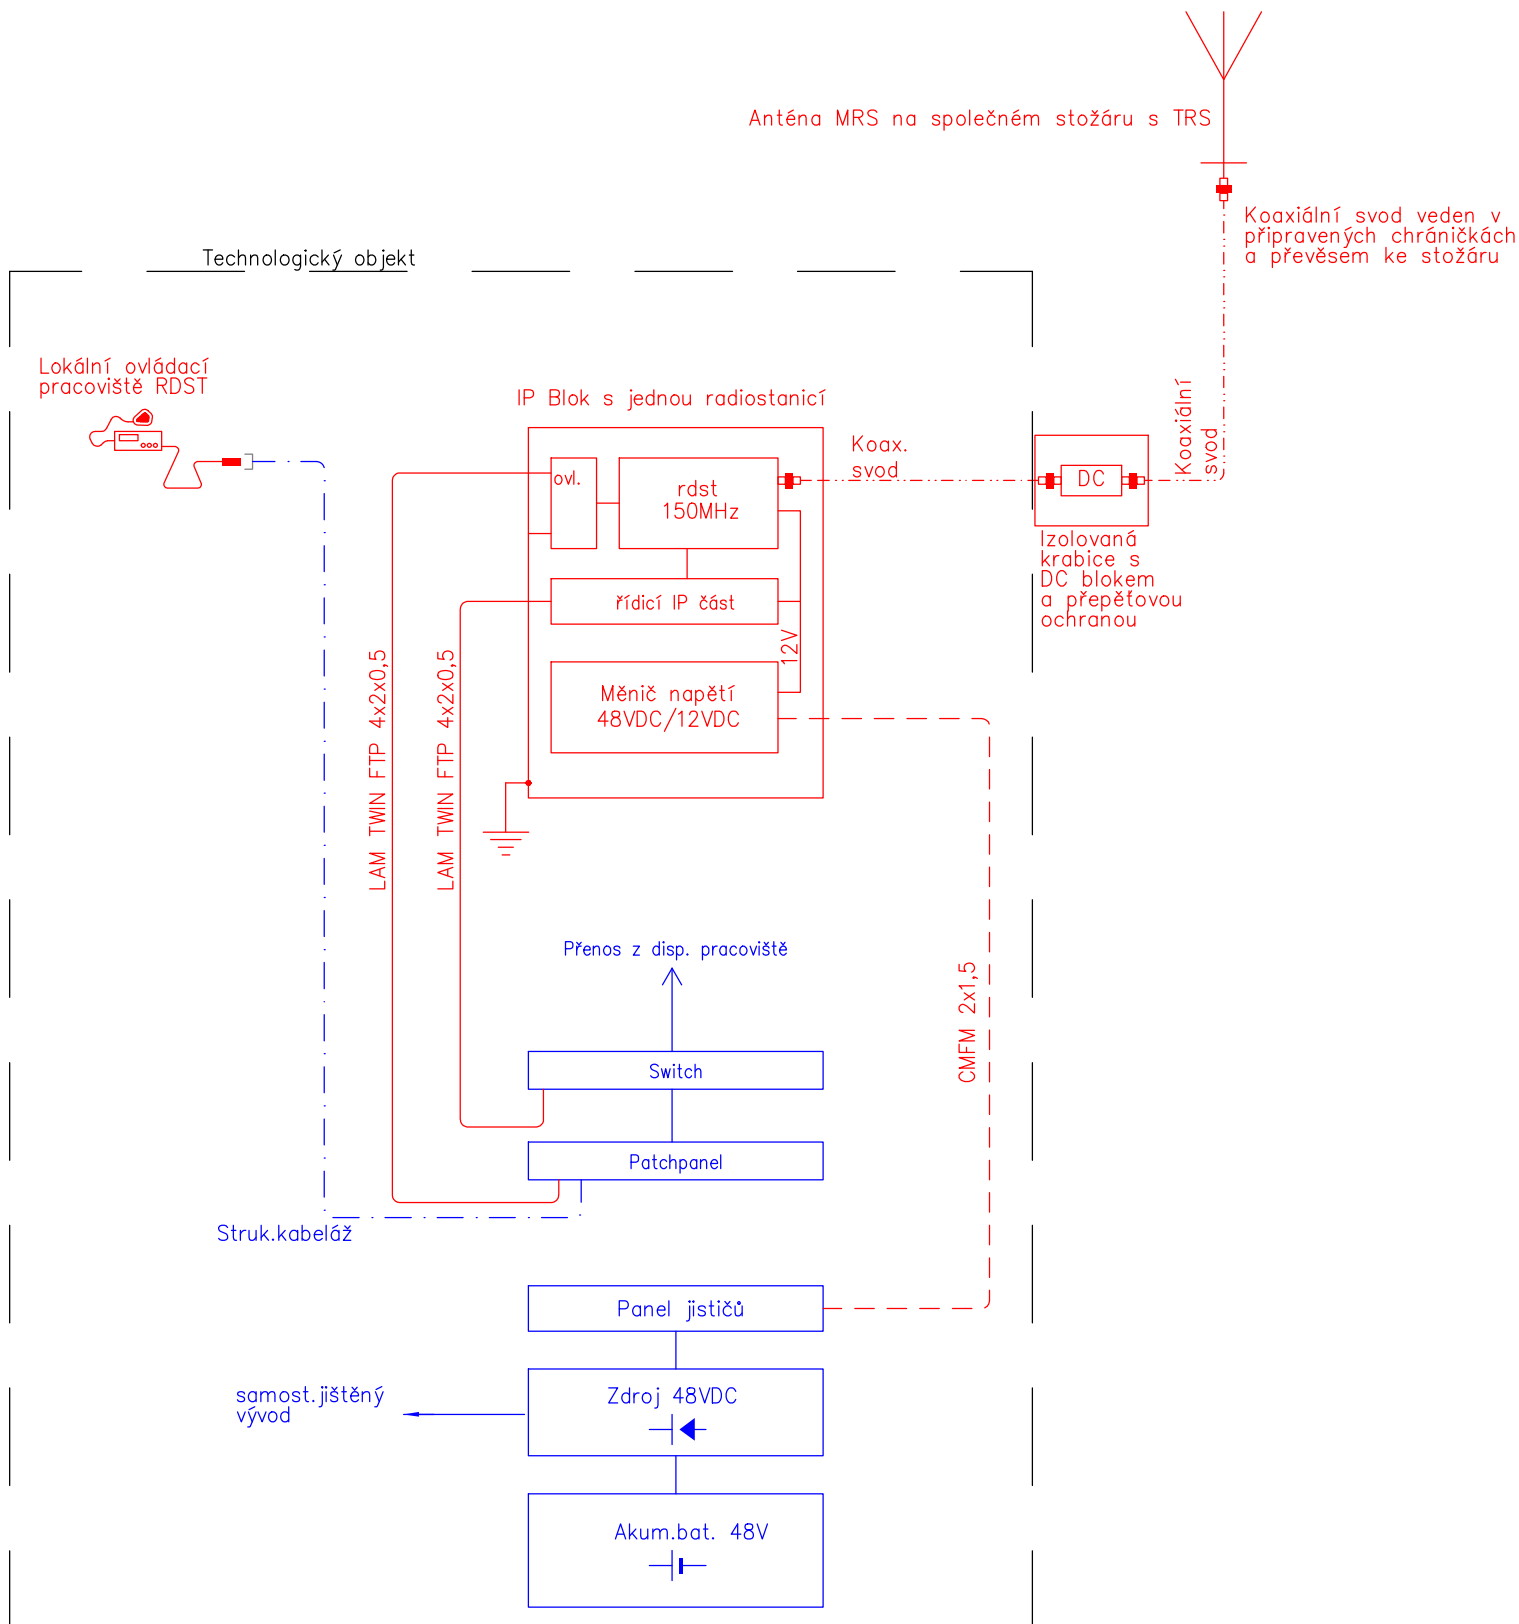 Anténa MRS na společném stožáru s TRS
Koaxiální svod veden v
připravených chráničkách
a převěsem ke stožáru
Technologický objekt
Lokální ovládací
pracoviště RDST
IP Blok s jednou radiostanicí
Koax.
svod
Koaxiální
svod
ovl.
rdst
150MHz
DC
Izolovaná
krabice s
DC blokem
a přepěťovou
ochranou
řídicí IP část
12V
Měnič napětí
48VDC/12VDC
LAM TWIN FTP 4x2x0,5
LAM TWIN FTP 4x2x0,5
Přenos z disp. pracoviště
CMFM 2x1,5
Switch
Patchpanel
Struk.kabeláž
Panel jističů
samost.jištěný
vývod
Zdroj 48VDC
Akum.bat. 48V